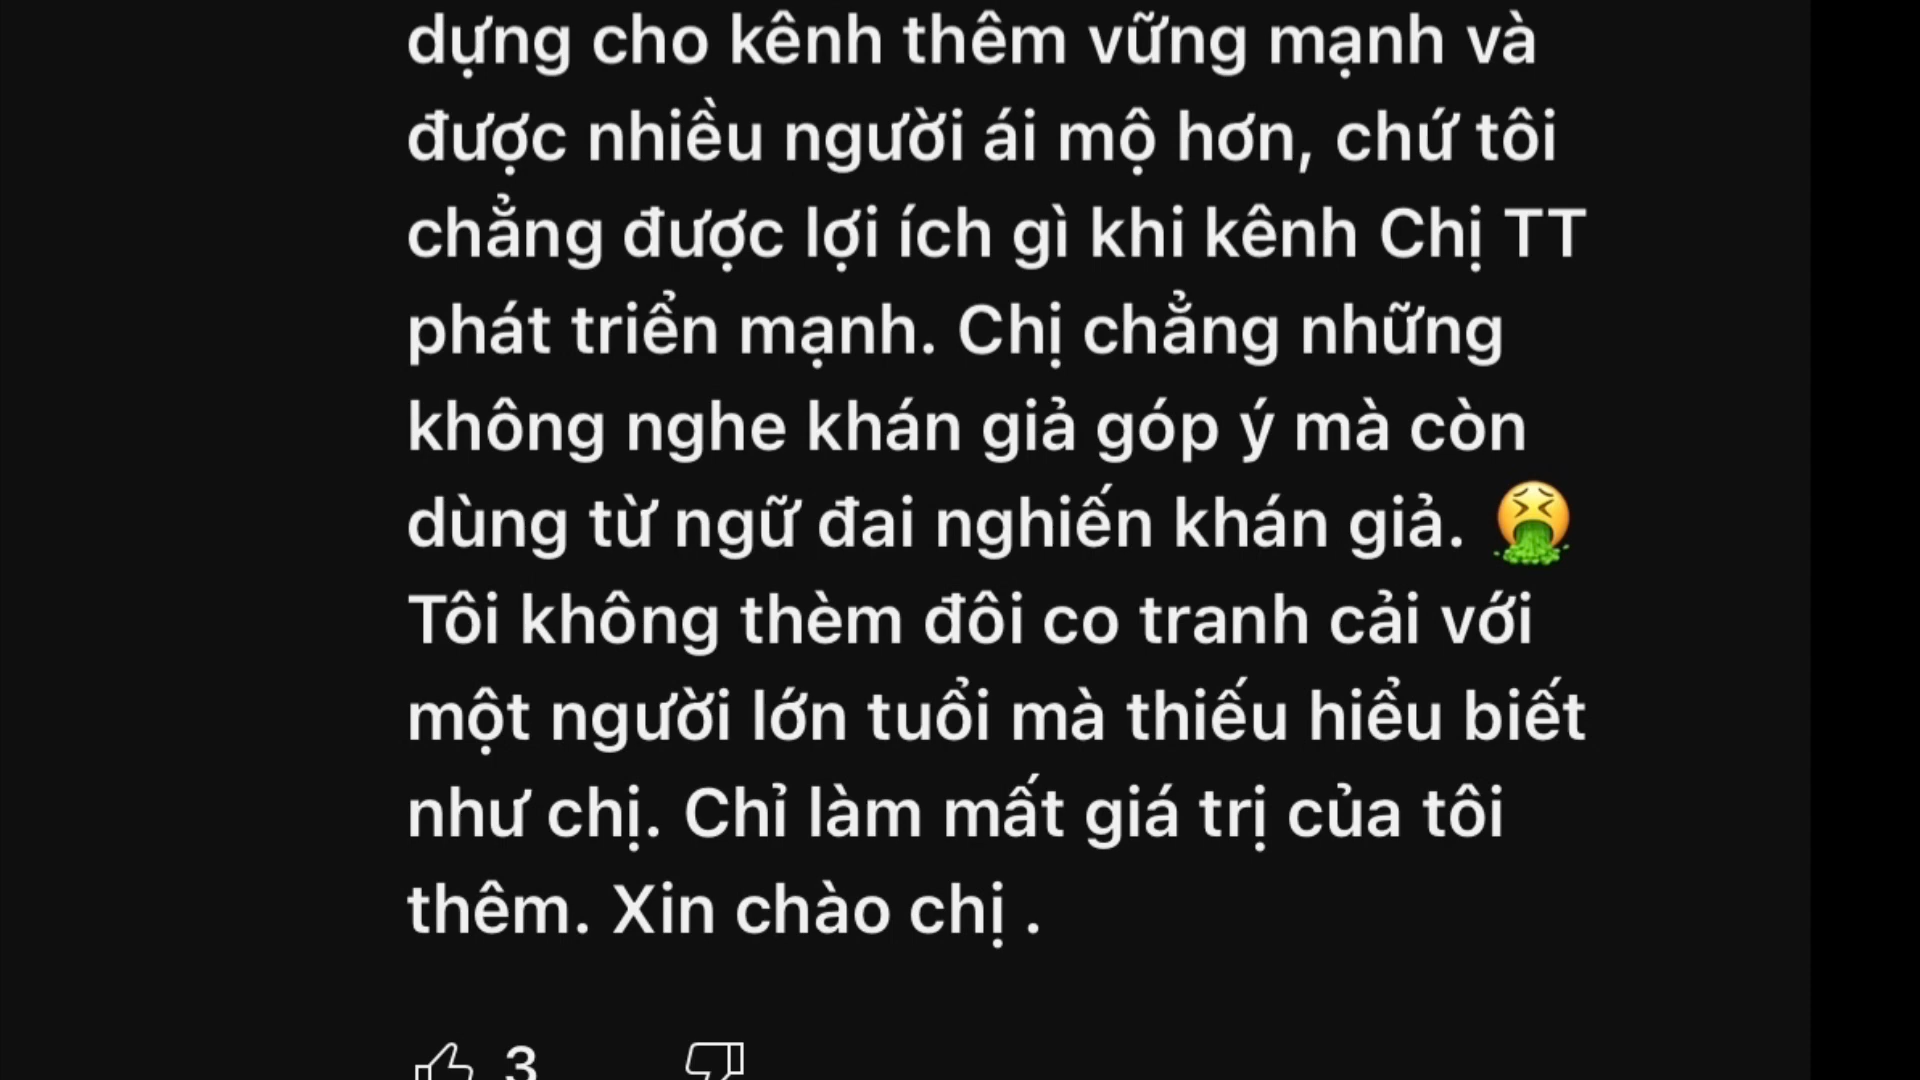 dựng cho kênh thêm vững mạnh và
được nhiều người ái mộ hơn, chứ tôi
chẳng được lợi ích gì khi kênh Chị TT
phát triển mạnh. Chị chẳng những
không nghe khán giả góp ý mà còn
dùng từ ngữ đai nghiến khán giả. 🤮
Tôi không thèm đôi co tranh cải với
một người lớn tuổi mà thiếu hiểu biết
như chị. Chỉ làm mất giá trị của tôi
thêm. Xin chào chị .
3